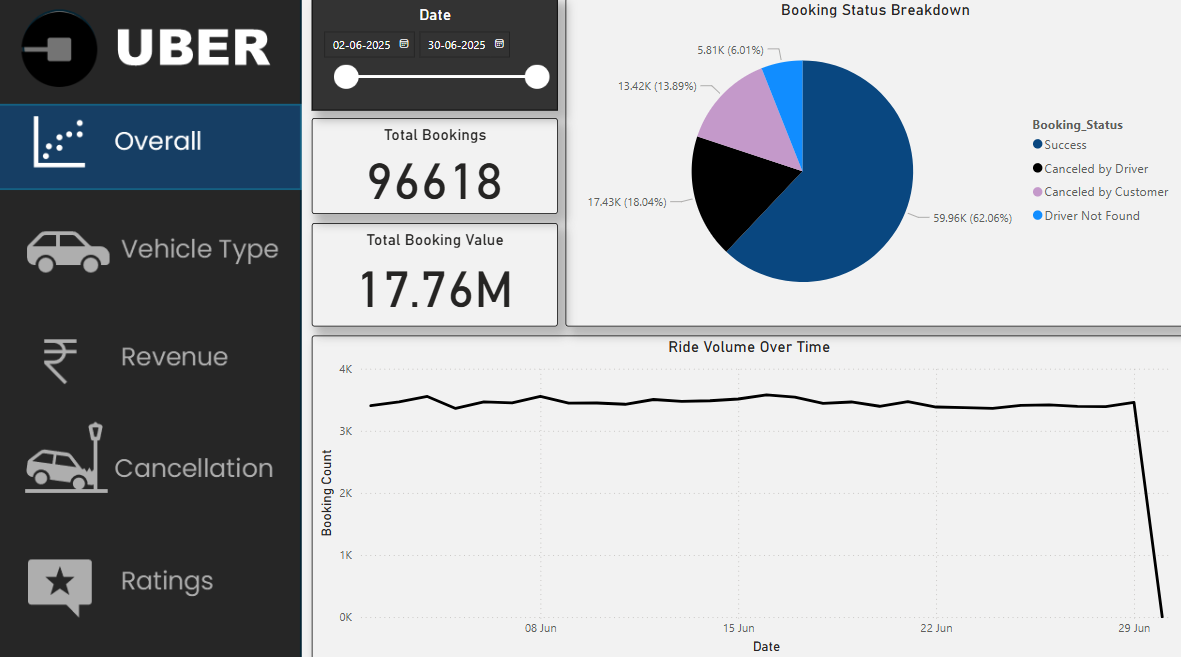 UBER
Overall
Vehicle Type
Revenue
Cancellation
Ratings
Date
02-06-2025 30-06-2025
Total Bookings
96618
Total Booking Value
17.76M
Booking Status Breakdown
5.81K (6.01%)
13.42K (13.89%)
17.43K (18.04%)
59.96K (62.06%)
Booking_Status
Success
Canceled by Driver
Canceled by Customer
Driver Not Found
Ride Volume Over Time
Booking Count
4K
3K
2K
1K
0K
08 Jun 15 Jun 22 Jun 29 Jun
Date